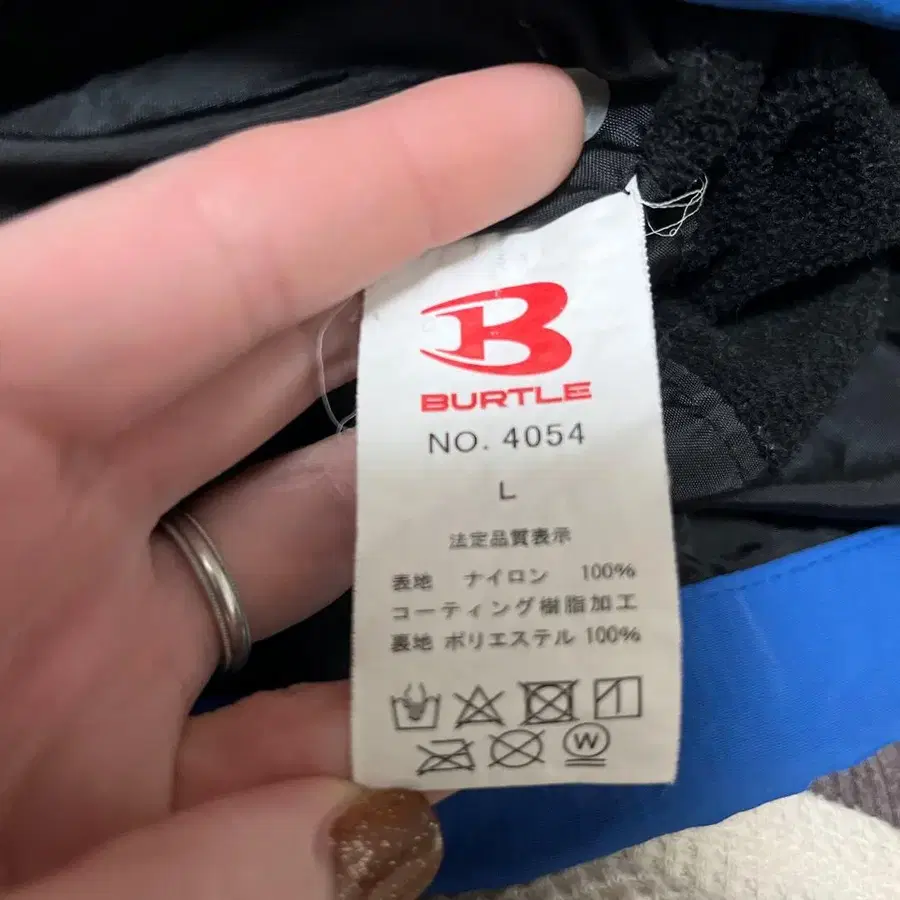 BURTLE
NO. 4054
L
法定品質表示
表地 ナイロン 100%
コーティング樹脂加工
裏地 ポリエステル 100%
W